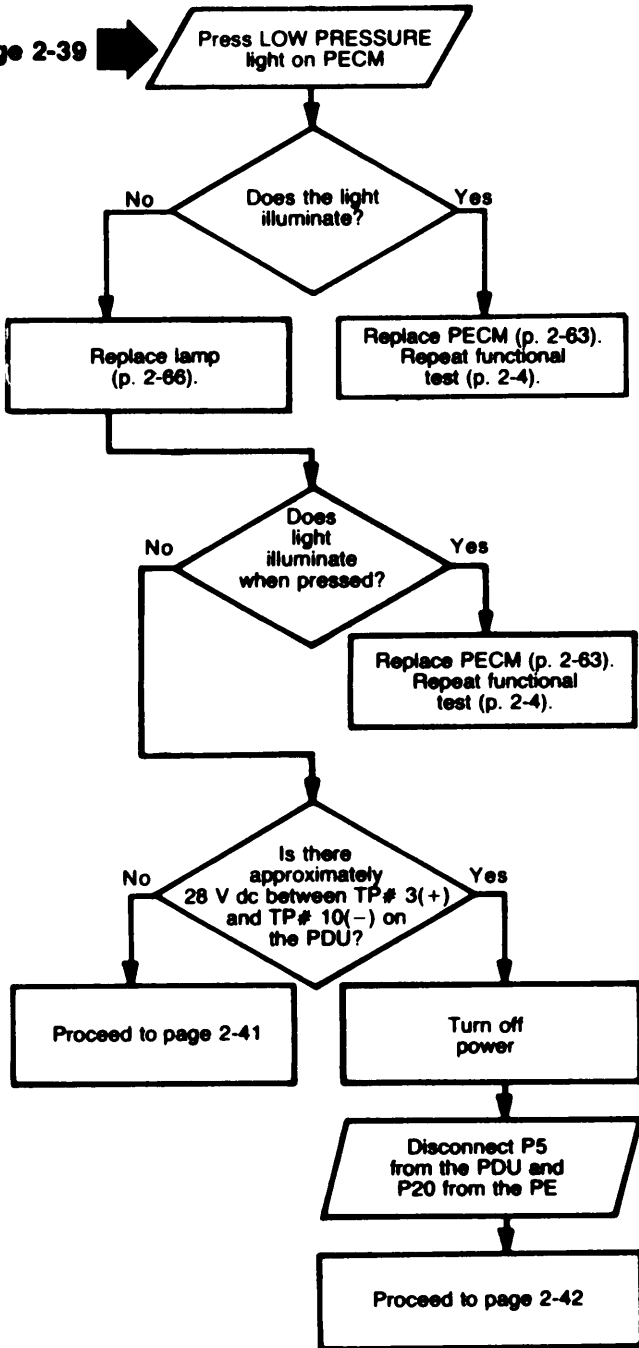 ge 2-39
Press LOW PRESSURE
light on PECM
Does the light
illuminate?
No
Yes
Replace lamp
(p. 2-66).
Replace PECM (p. 2-63).
Repeat functional
test (p. 2-4).
Does
light
illuminate
when pressed?
No
Yes
Replace PECM (p. 2-63).
Repeat functional
test (p. 2-4).
Is there
approximately
28 V dc between TP# 3(+)
and TP# 10(−) on
the PDU?
No
Yes
Proceed to page 2-41
Turn off
power
Disconnect P5
from the PDU and
P20 from the PE
Proceed to page 2-42